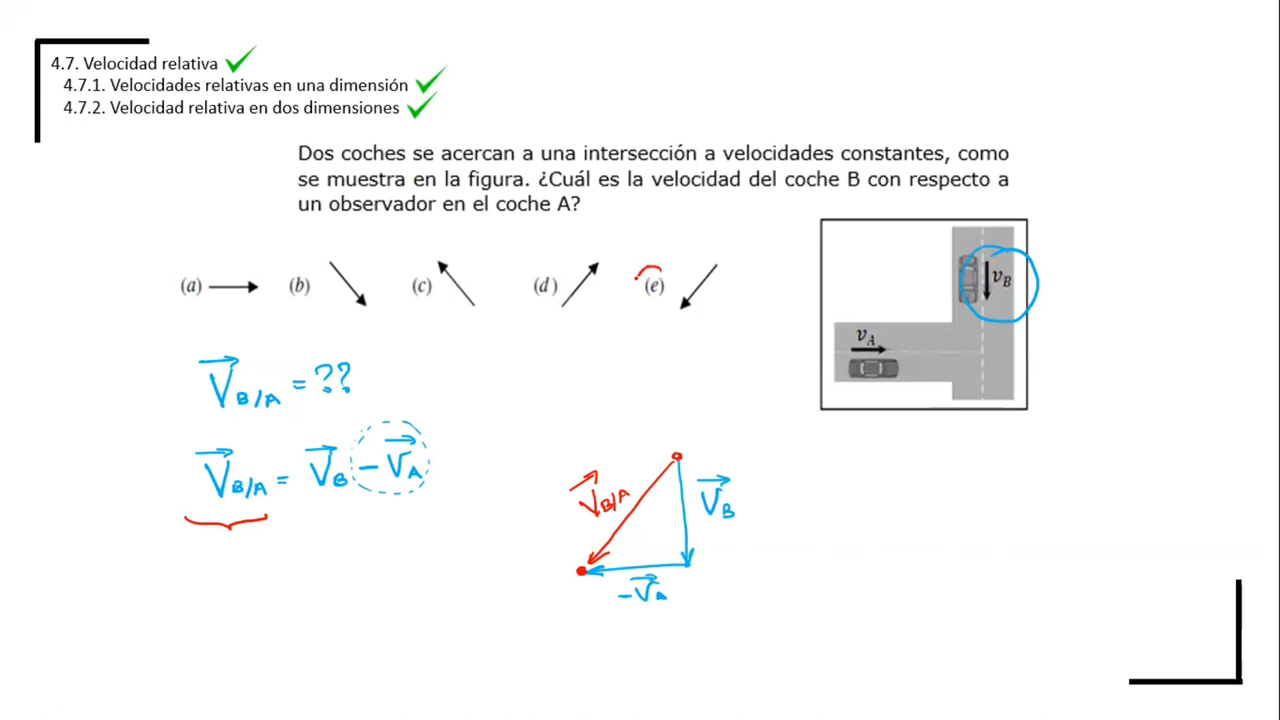 4.7. Velocidad relativa
4.7.1. Velocidades relativas en una dimensión
4.7.2. Velocidad relativa en dos dimensiones
Dos coches se acercan a una intersección a velocidades constantes, como
se muestra en la figura. ¿Cuál es la velocidad del coche B con respecto a
un observador en el coche A?
(a) (b) (c) (d) (e)
v_B
v_A
V_B/A = ??
V_B/A = V_B - V_A
V_B/A
V_B
-V_A